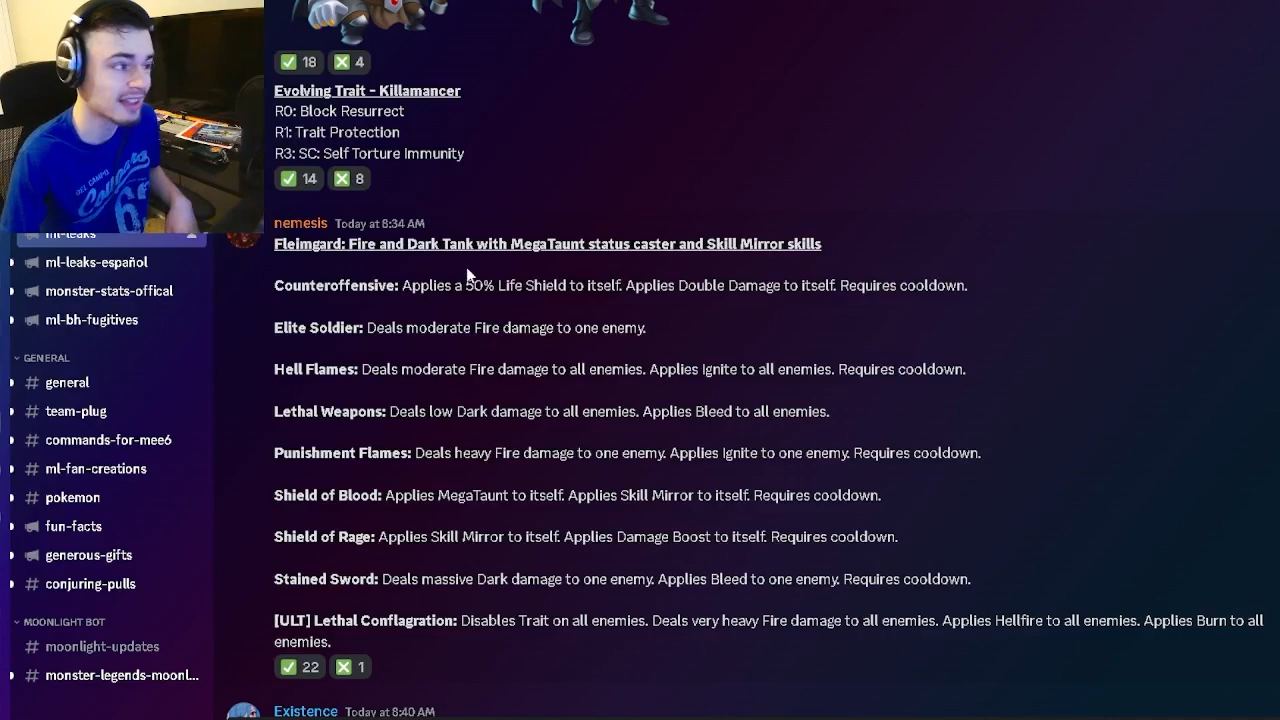 ✅ 18 ❎ 4
Evolving Trait - Killamancer
R0: Block Resurrect
R1: Trait Protection
R3: SC: Self Torture Immunity
✅ 14 ❎ 8
nemesis Today at 8:34 AM
Fleimgard: Fire and Dark Tank with MegaTaunt status caster and Skill Mirror skills
Counteroffensive: Applies a 50% Life Shield to itself. Applies Double Damage to itself. Requires cooldown.
Elite Soldier: Deals moderate Fire damage to one enemy.
Hell Flames: Deals moderate Fire damage to all enemies. Applies Ignite to all enemies. Requires cooldown.
Lethal Weapons: Deals low Dark damage to all enemies. Applies Bleed to all enemies.
Punishment Flames: Deals heavy Fire damage to one enemy. Applies Ignite to one enemy. Requires cooldown.
Shield of Blood: Applies MegaTaunt to itself. Applies Skill Mirror to itself. Requires cooldown.
Shield of Rage: Applies Skill Mirror to itself. Applies Damage Boost to itself. Requires cooldown.
Stained Sword: Deals massive Dark damage to one enemy. Applies Bleed to one enemy. Requires cooldown.
[ULT] Lethal Conflagration: Disables Trait on all enemies. Deals very heavy Fire damage to all enemies. Applies Hellfire to all enemies. Applies Burn to all
enemies.
✅ 22 ❎ 1
Existence Today at 8:40 AM
ml-leaks
ml-leaks-español
monster-stats-offical
ml-bh-fugitives
GENERAL
# general
# team-plug
# commands-for-mee6
# ml-fan-creations
# pokemon
fun-facts
generous-gifts
# conjuring-pulls
MOONLIGHT BOT
# moonlight-updates
# monster-legends-moonl...
DEL CAMPO